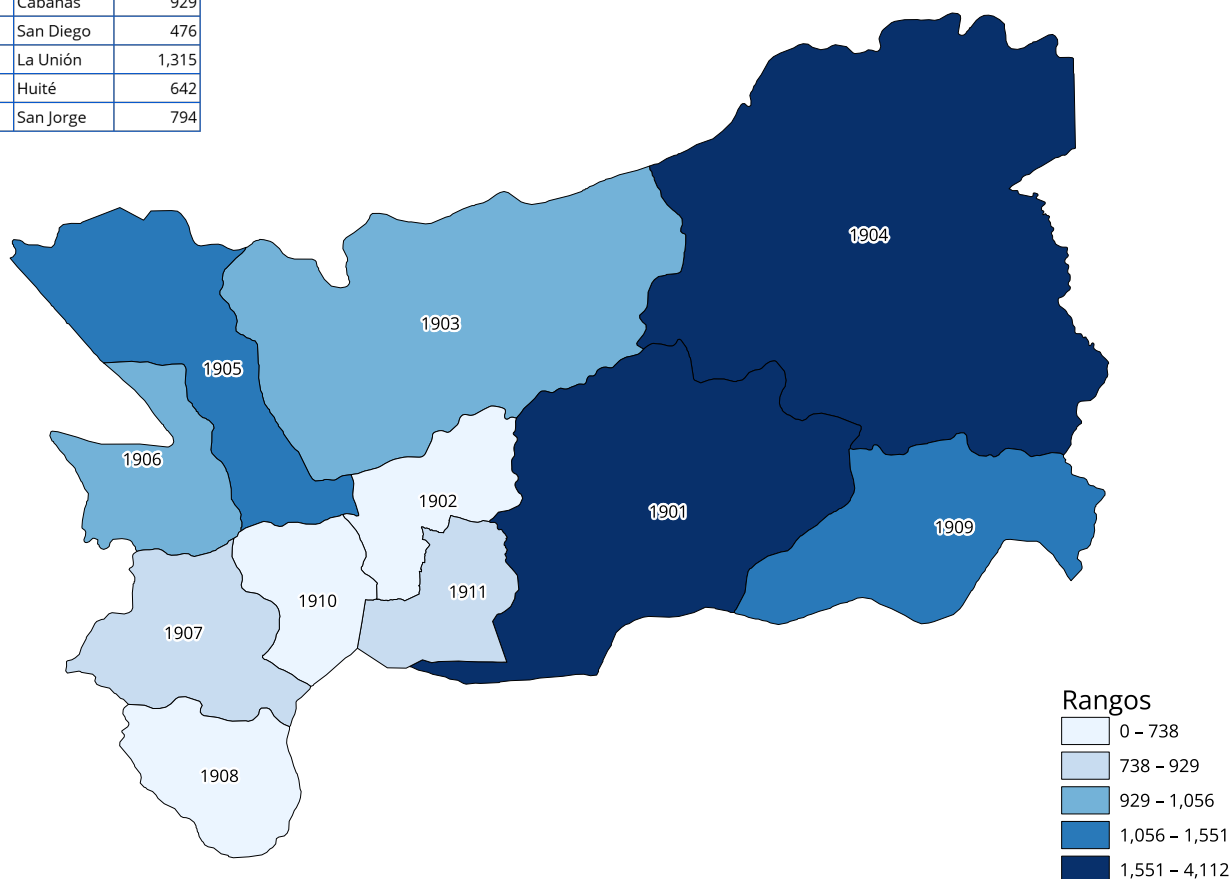 Cabañas 929
San Diego 476
La Unión 1,315
Huité 642
San Jorge 794
1904
1903
1905
1906
1902
1901
1909
1911
1910
1907
1908
Rangos
0 – 738
738 – 929
929 – 1,056
1,056 – 1,551
1,551 – 4,112